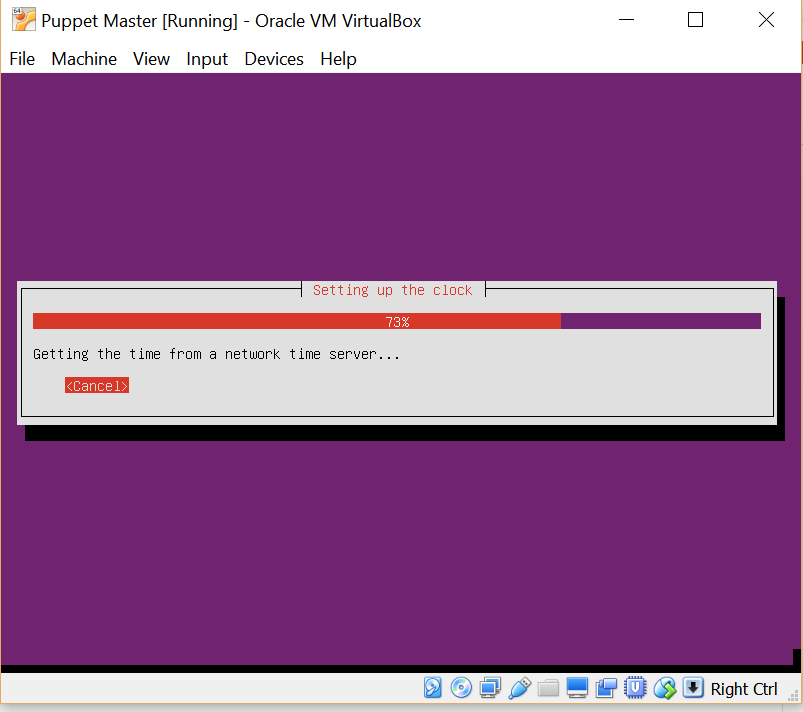 Puppet Master [Running] - Oracle VM VirtualBox
File Machine View Input Devices Help
Setting up the clock
73%
Getting the time from a network time server...
<Cancel>
Right Ctrl